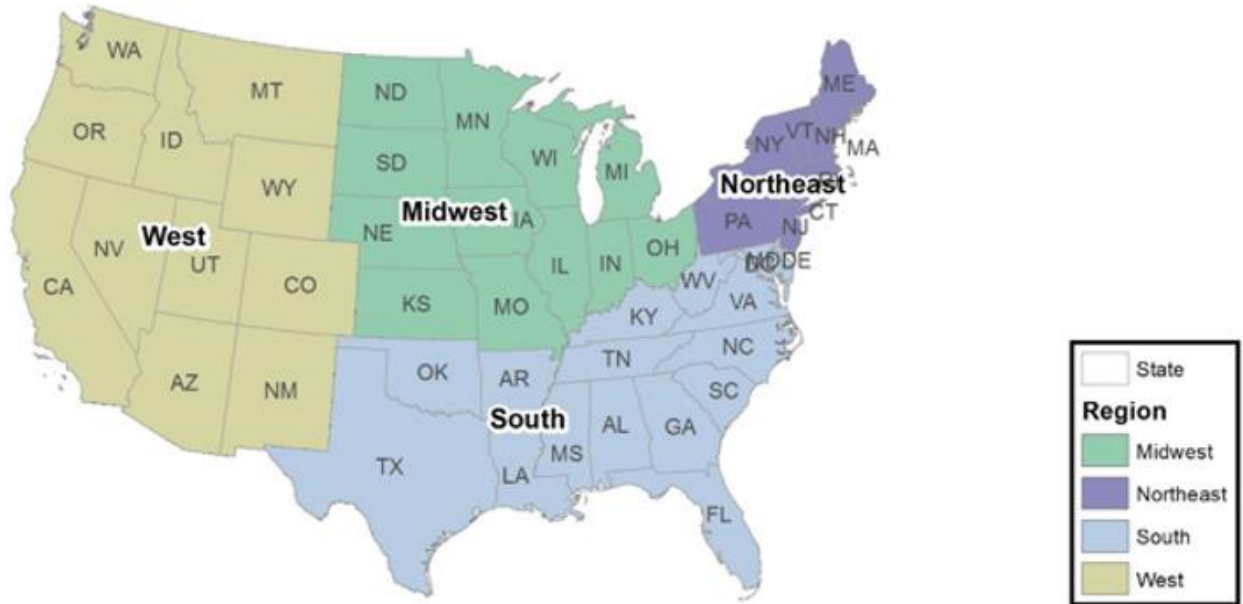 WA
MT
ND
MN
ME
OR
ID
VT
NH
NY
MA
SD
WI
MI
WY
Northeast
Midwest
IA
CT
PA
NJ
West
NV
NE
OH
UT
IL
IN
DE
CA
CO
WV
KS
MO
VA
KY
NC
TN
OK
AR
AZ
NM
SC
South
AL
GA
MS
TX
LA
FL
State
Region
Midwest
Northeast
South
West